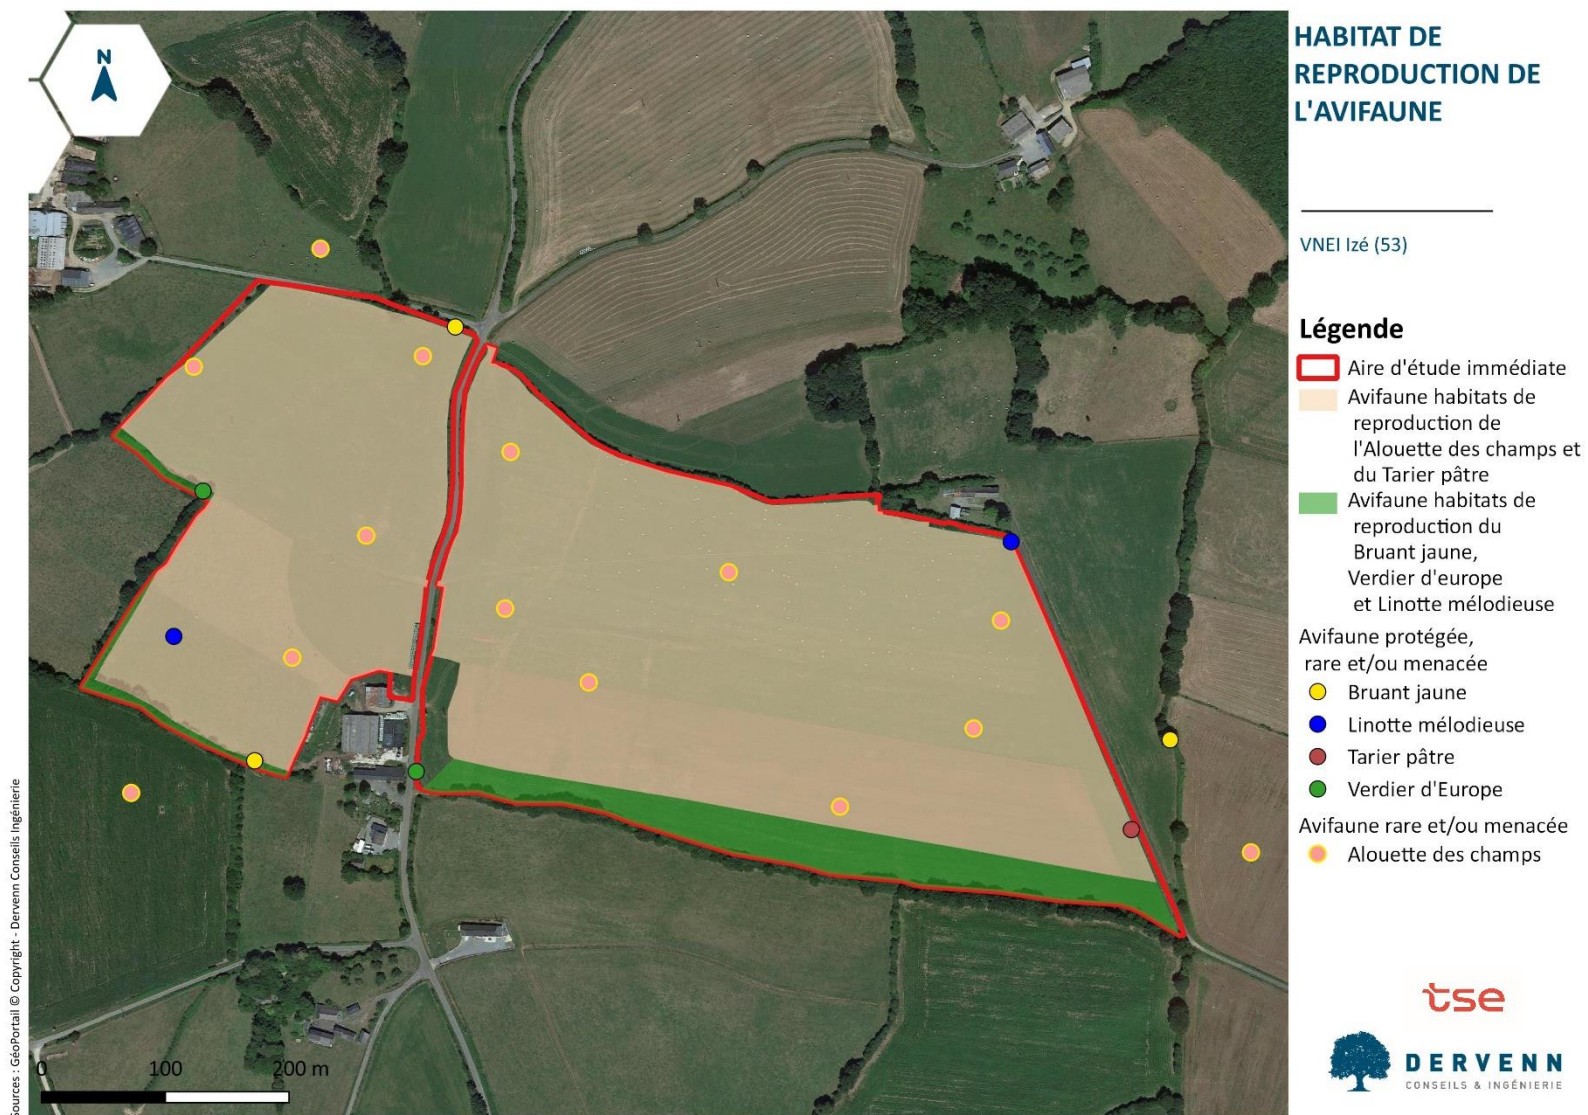 N
HABITAT DE
REPRODUCTION DE
L'AVIFAUNE
VNEI Izé (53)
Légende
Aire d'étude immédiate
Avifaune habitats de
reproduction de
l'Alouette des champs et
du Tarier pâtre
Avifaune habitats de
reproduction du
Bruant jaune,
Verdier d'europe
et Linotte mélodieuse
Avifaune protégée,
rare et/ou menacée
Bruant jaune
Linotte mélodieuse
Tarier pâtre
Verdier d'Europe
Avifaune rare et/ou menacée
Alouette des champs
tse
DERVENN
CONSEILS & INGÉNIERIE
0 100 200 m
Sources : GéoPortail © Copyright - Dervenn Conseils Ingénierie